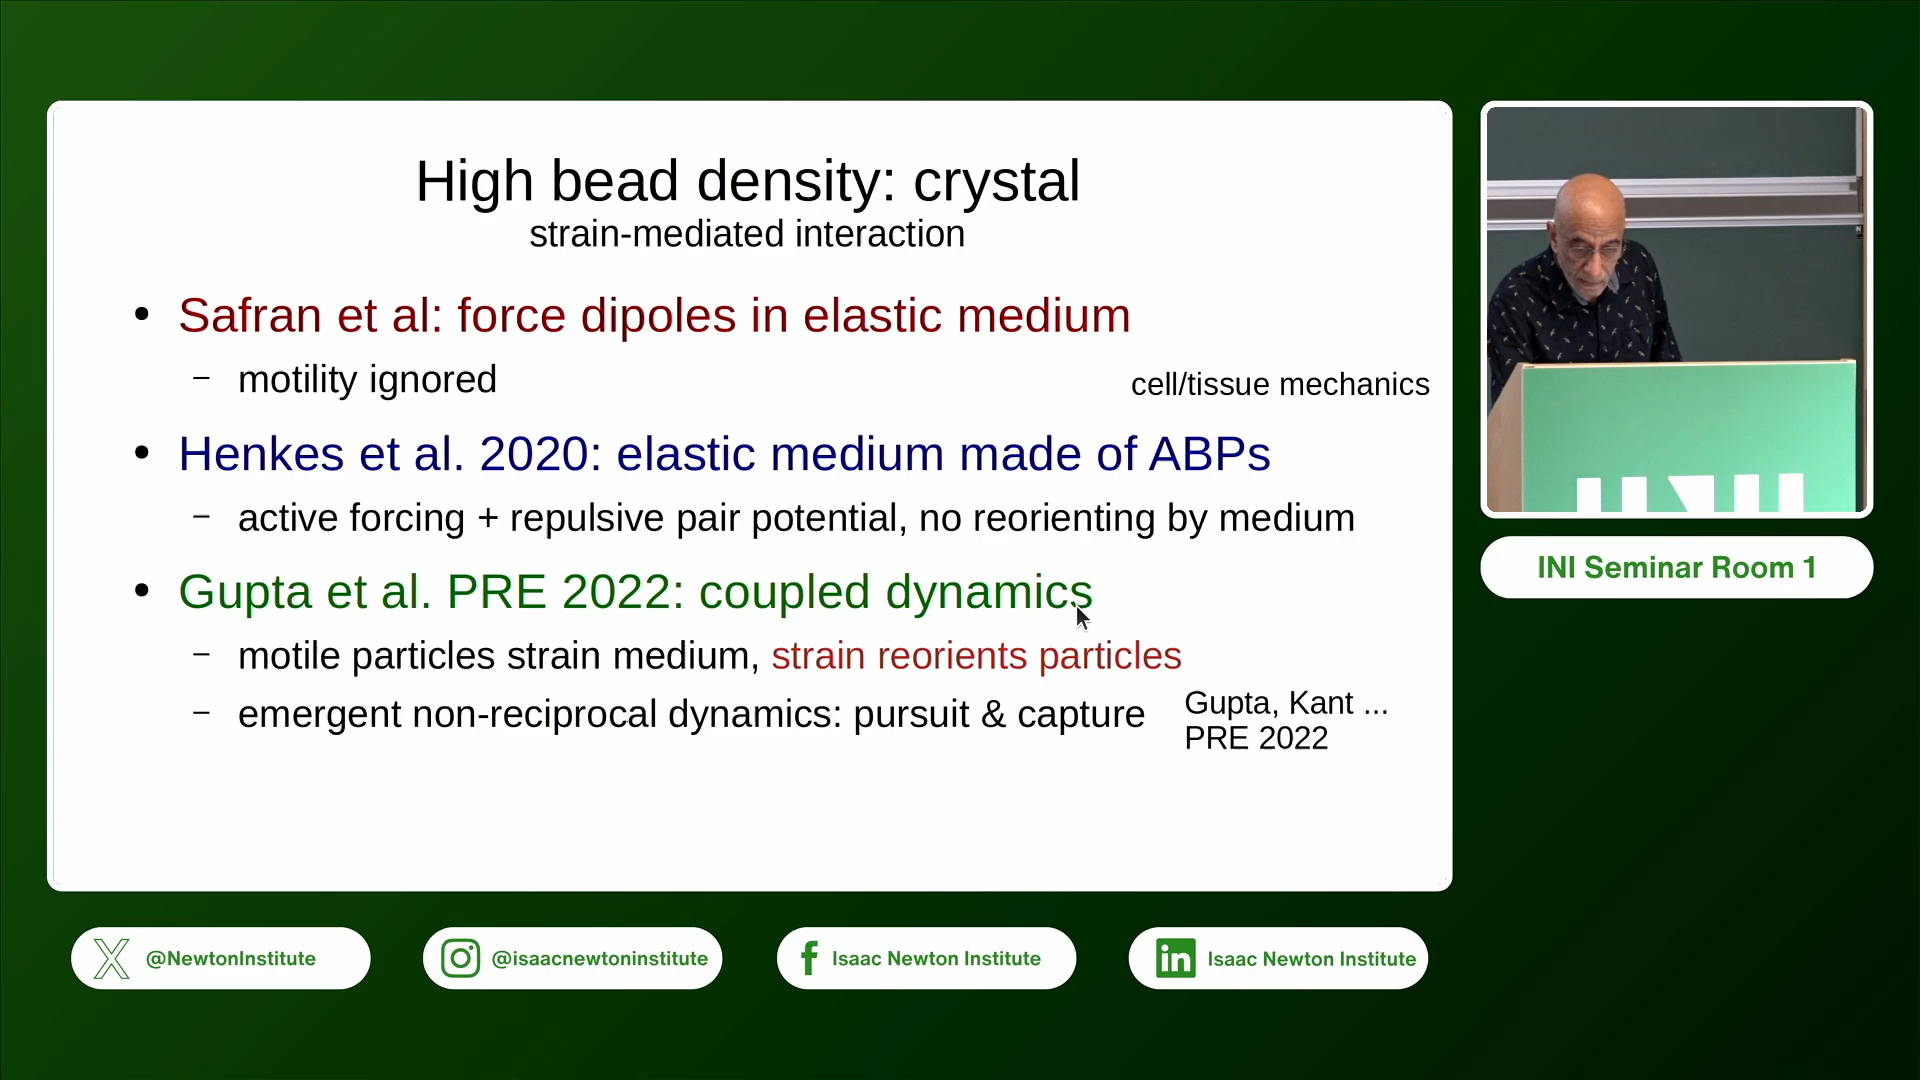 High bead density: crystal
strain-mediated interaction
• Safran et al: force dipoles in elastic medium
– motility ignored
cell/tissue mechanics
• Henkes et al. 2020: elastic medium made of ABPs
– active forcing + repulsive pair potential, no reorienting by medium
• Gupta et al. PRE 2022: coupled dynamics
– motile particles strain medium, strain reorients particles
– emergent non-reciprocal dynamics: pursuit & capture
Gupta, Kant ...
PRE 2022
INI Seminar Room 1
@NewtonInstitute
@isaacnewtoninstitute
Isaac Newton Institute
Isaac Newton Institute